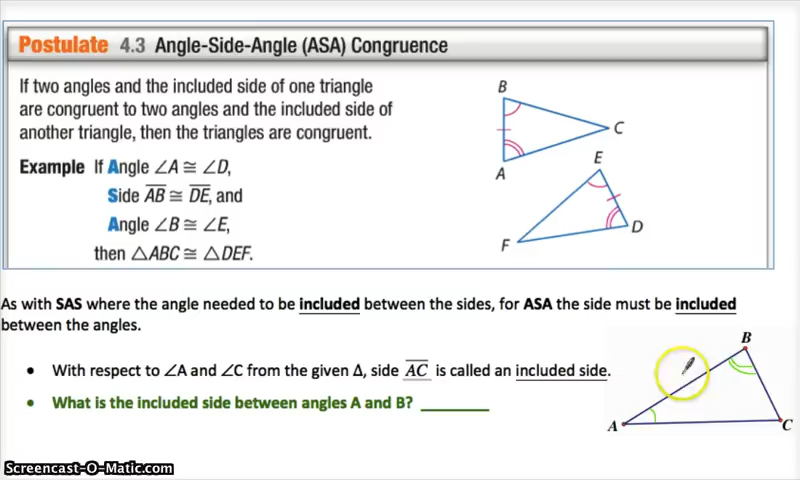 Postulate 4.3 Angle-Side-Angle (ASA) Congruence
If two angles and the included side of one triangle
are congruent to two angles and the included side of
another triangle, then the triangles are congruent.
Example If Angle ∠A ≅ ∠D,
Side A̅B̅ ≅ D̅E̅, and
Angle ∠B ≅ ∠E,
then △ABC ≅ △DEF.
B
C
A
E
D
F
As with SAS where the angle needed to be included between the sides, for ASA the side must be included
between the angles.
• With respect to ∠A and ∠C from the given Δ, side A̅C̅ is called an included side.
• What is the included side between angles A and B? ________
B
A
C
Screencast-O-Matic.com